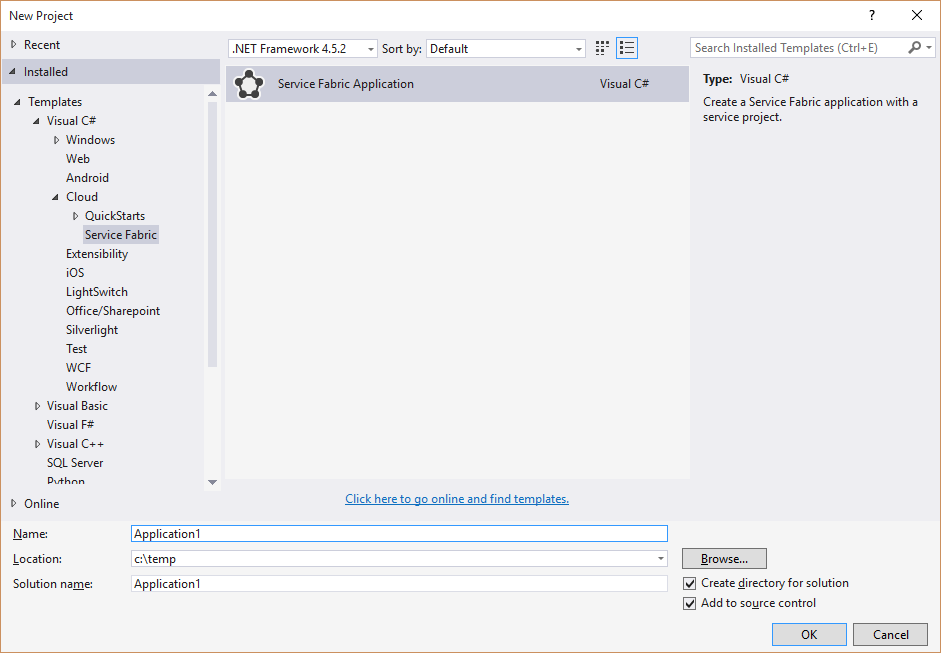 New Project
?
Recent
Installed
Templates
Visual C#
Windows
Web
Android
Cloud
QuickStarts
Service Fabric
Extensibility
iOS
LightSwitch
Office/Sharepoint
Silverlight
Test
WCF
Workflow
Visual Basic
Visual F#
Visual C++
SQL Server
Python
Online
.NET Framework 4.5.2
Sort by:
Default
Service Fabric Application
Visual C#
Click here to go online and find templates.
Search Installed Templates (Ctrl+E)
Type: Visual C#
Create a Service Fabric application with a
service project.
Name:
Application1
Location:
c:\temp
Browse...
Solution name:
Application1
Create directory for solution
Add to source control
OK
Cancel